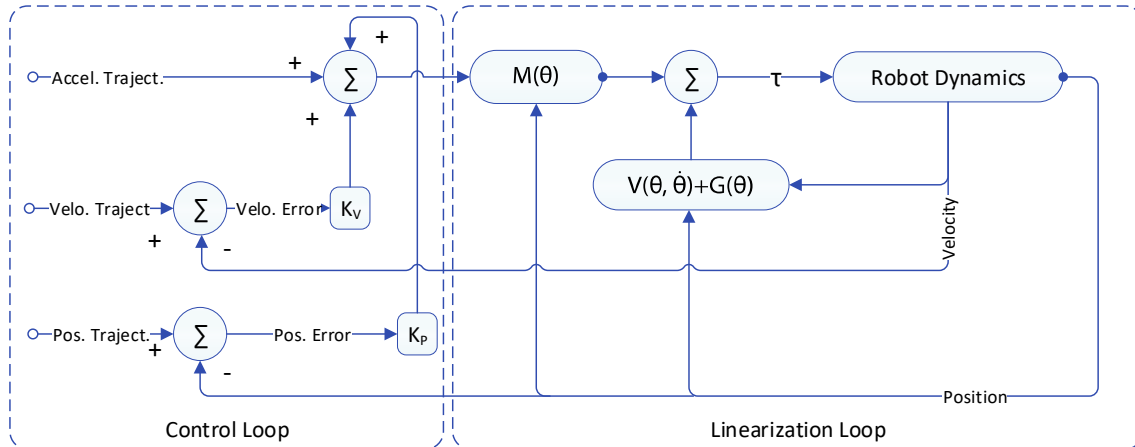 +
Accel. Traject.
+
Σ
+
M(θ)
Σ
τ
Robot Dynamics
V(θ, θ̇)+G(θ)
Velo. Traject
+
Σ
-
Velo. Error
K_V
Velocity
Pos. Traject.
+
Σ
-
Pos. Error
K_P
Position
Control Loop
Linearization Loop